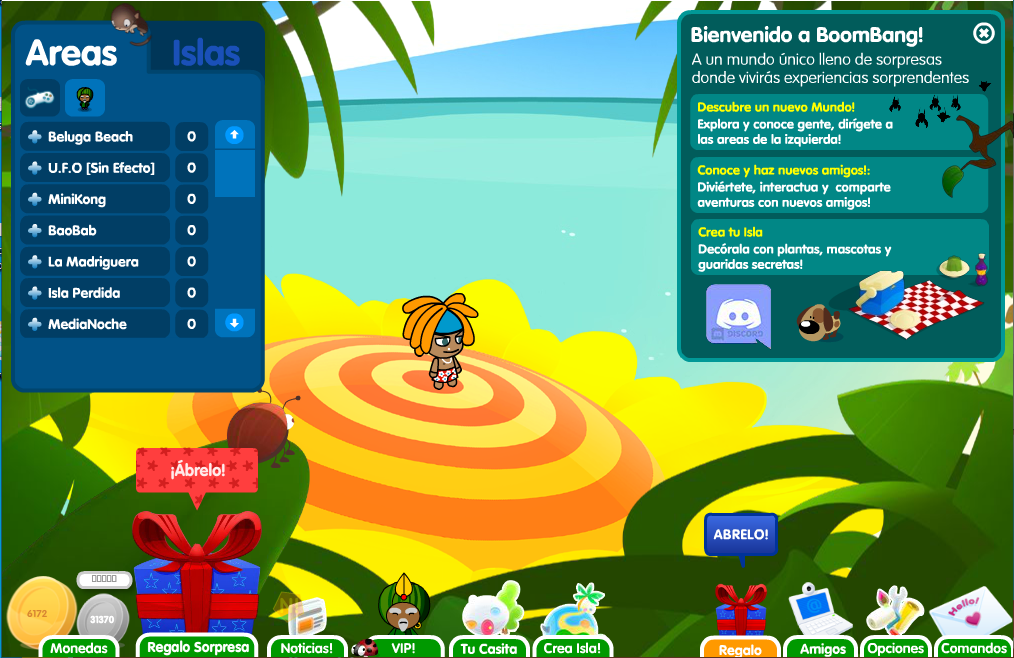 Areas
Islas
Beluga Beach 0
U.F.O [Sin Efecto] 0
MiniKong 0
BaoBab 0
La Madriguera 0
Isla Perdida 0
MediaNoche 0
Bienvenido a BoomBang!
A un mundo único lleno de sorpresas
donde vivirás experiencias sorprendentes
Descubre un nuevo Mundo!
Explora y conoce gente, dirígete a
las areas de la izquierda!
Conoce y haz nuevos amigos!:
Diviértete, interactua y comparte
aventuras con nuevos amigos!
Crea tu Isla
Decórala con plantas, mascotas y
guaridas secretas!
DISCORD
¡Ábrelo!
ABRELO!
6172
31370
Hello!
Monedas
Regalo Sorpresa
Noticias!
VIP!
Tu Casita
Crea Isla!
Regalo
Amigos
Opciones
Comandos